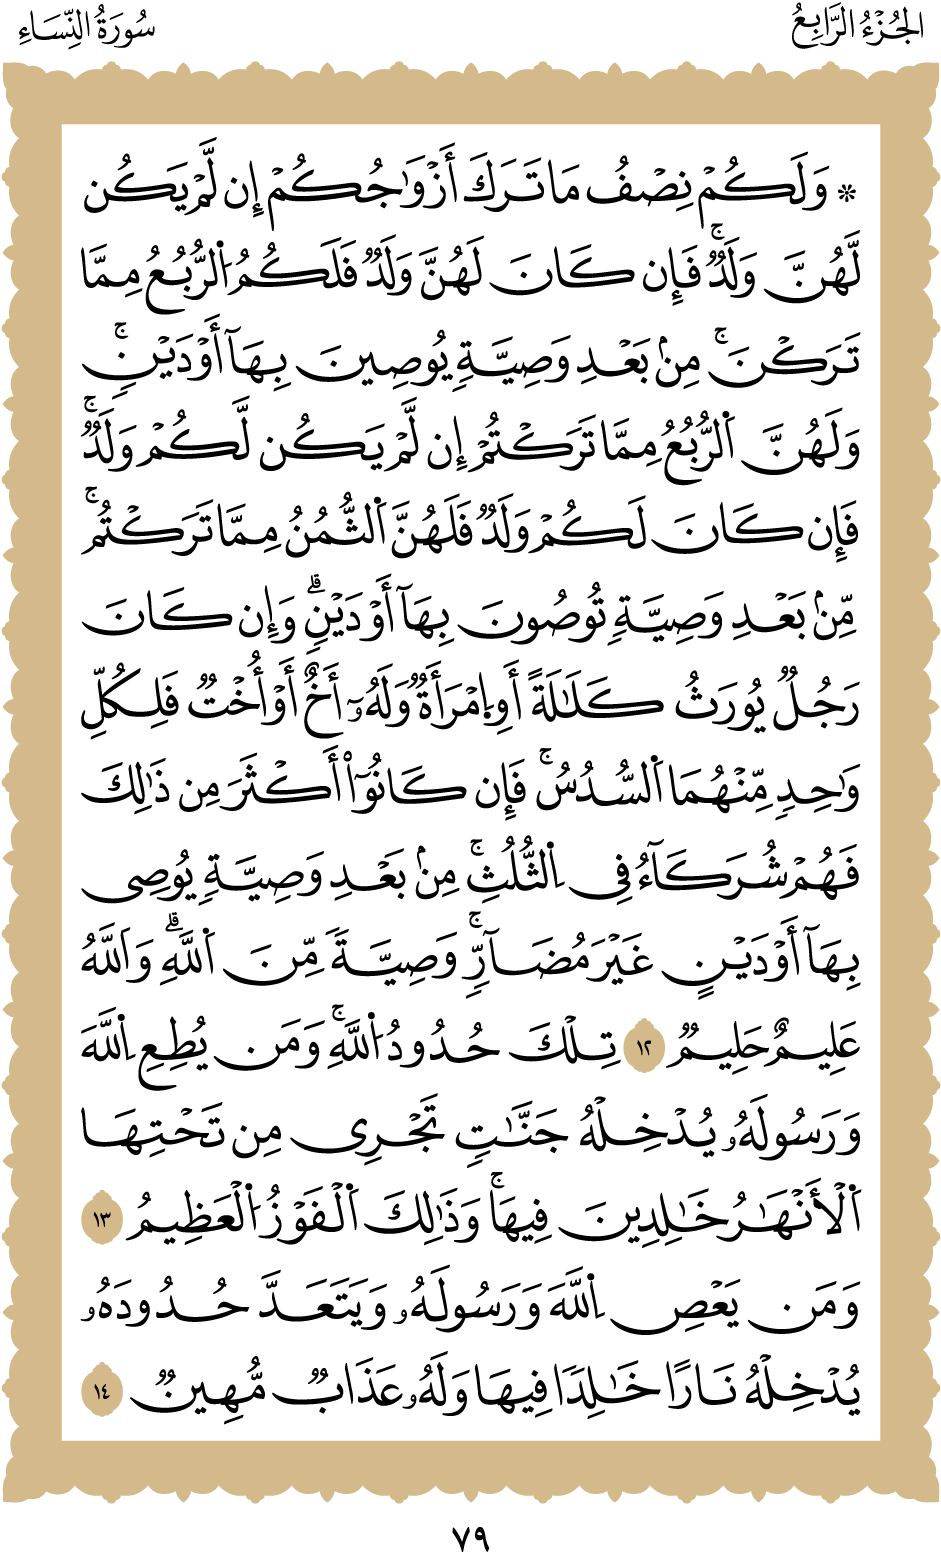 الجُزْءُ الرَّابِعُ
سُورَةُ النِّسَاءِ
۞ وَلَكُمْ نِصْفُ مَا تَرَكَ أَزْوَٰجُكُمْ إِن لَّمْ يَكُن
لَّهُنَّ وَلَدٌۚ فَإِن كَانَ لَهُنَّ وَلَدٌ فَلَكُمُ ٱلرُّبُعُ مِمَّا
تَرَكْنَۚ مِنۢ بَعْدِ وَصِيَّةٍ يُوصِينَ بِهَآ أَوْ دَيْنٍۚ
وَلَهُنَّ ٱلرُّبُعُ مِمَّا تَرَكْتُمْ إِن لَّمْ يَكُن لَّكُمْ وَلَدٌۚ
فَإِن كَانَ لَكُمْ وَلَدٌ فَلَهُنَّ ٱلثُّمُنُ مِمَّا تَرَكْتُمۚ
مِّنۢ بَعْدِ وَصِيَّةٍ تُوصُونَ بِهَآ أَوْ دَيْنٍۗ وَإِن كَانَ
رَجُلٌ يُورَثُ كَلَٰلَةً أَوِ ٱمْرَأَةٌ وَلَهُۥٓ أَخٌ أَوْ أُخْتٌ فَلِكُلِّ
وَٰحِدٍ مِّنْهُمَا ٱلسُّدُسُۚ فَإِن كَانُوٓا۟ أَكْثَرَ مِن ذَٰلِكَ
فَهُمْ شُرَكَآءُ فِى ٱلثُّلُثِۚ مِنۢ بَعْدِ وَصِيَّةٍ يُوصِى
بِهَآ أَوْ دَيْنٍ غَيْرَ مُضَآرٍّۚ وَصِيَّةً مِّنَ ٱللَّهِۗ وَٱللَّهُ
عَلِيمٌ حَلِيمٌ ١٢ تِلْكَ حُدُودُ ٱللَّهِۚ وَمَن يُطِعِ ٱللَّهَ
وَرَسُولَهُۥ يُدْخِلْهُ جَنَّٰتٍ تَجْرِى مِن تَحْتِهَا
ٱلْأَنْهَٰرُ خَٰلِدِينَ فِيهَاۚ وَذَٰلِكَ ٱلْفَوْزُ ٱلْعَظِيمُ ١٣
وَمَن يَعْصِ ٱللَّهَ وَرَسُولَهُۥ وَيَتَعَدَّ حُدُودَهُۥ
يُدْخِلْهُ نَارًا خَٰلِدًا فِيهَا وَلَهُۥ عَذَابٌ مُّهِينٌ ١٤
٧٩